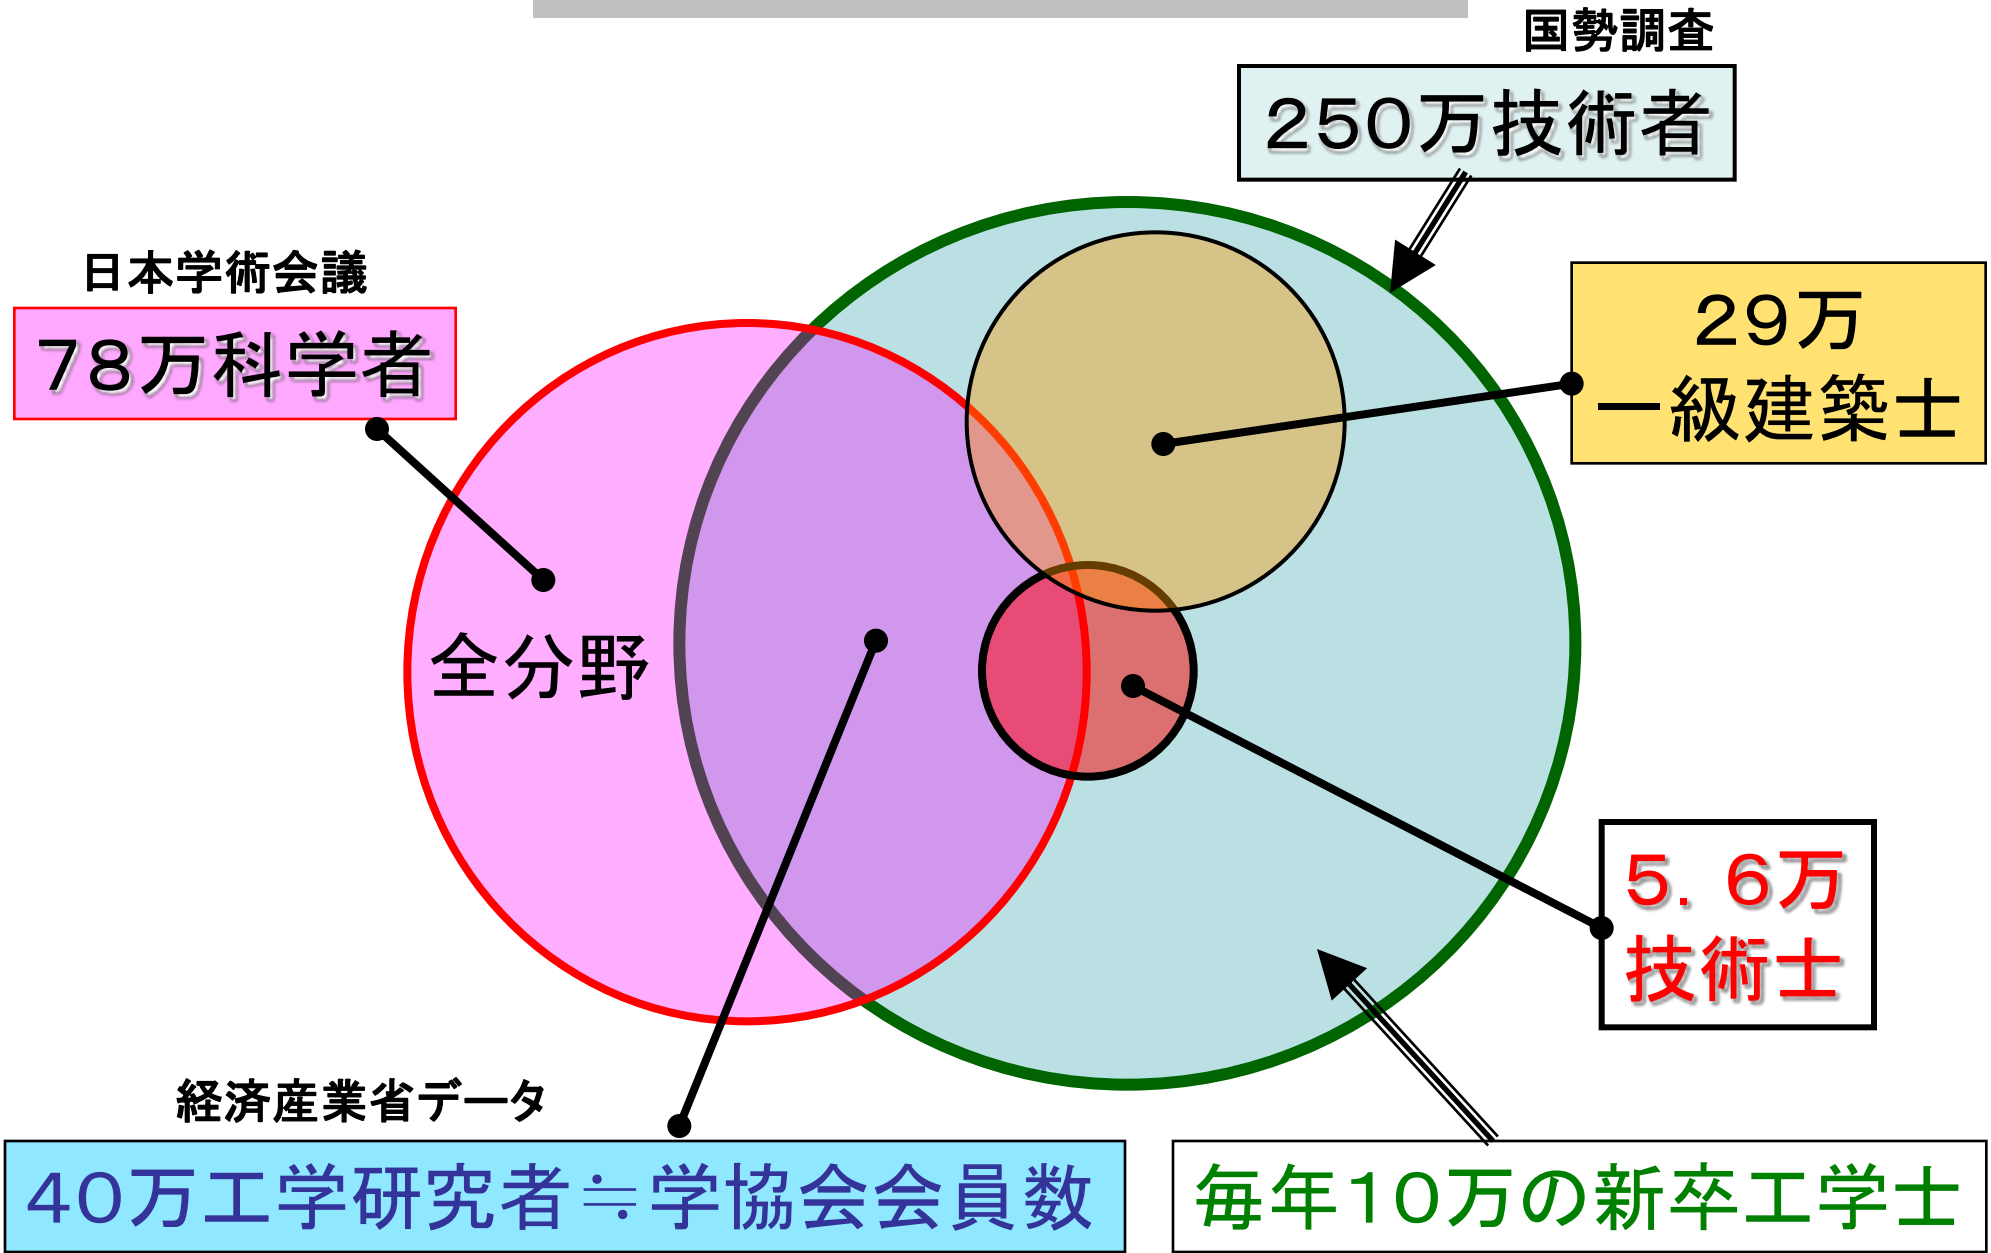 国勢調査
250万技術者
日本学術会議
78万科学者
29万
一級建築士
全分野
5．6万
技術士
経済産業省データ
40万工学研究者≒学協会会員数
毎年10万の新卒工学士